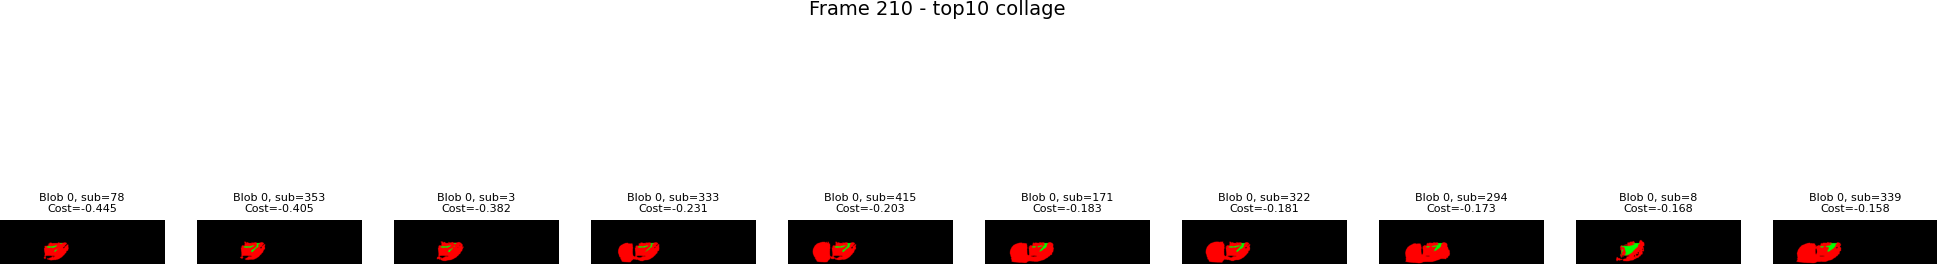 Frame 210 - top10 collage
Blob 0, sub=78
Cost=-0.445
Blob 0, sub=353
Cost=-0.405
Blob 0, sub=3
Cost=-0.382
Blob 0, sub=333
Cost=-0.231
Blob 0, sub=415
Cost=-0.203
Blob 0, sub=171
Cost=-0.183
Blob 0, sub=322
Cost=-0.181
Blob 0, sub=294
Cost=-0.173
Blob 0, sub=8
Cost=-0.168
Blob 0, sub=339
Cost=-0.158